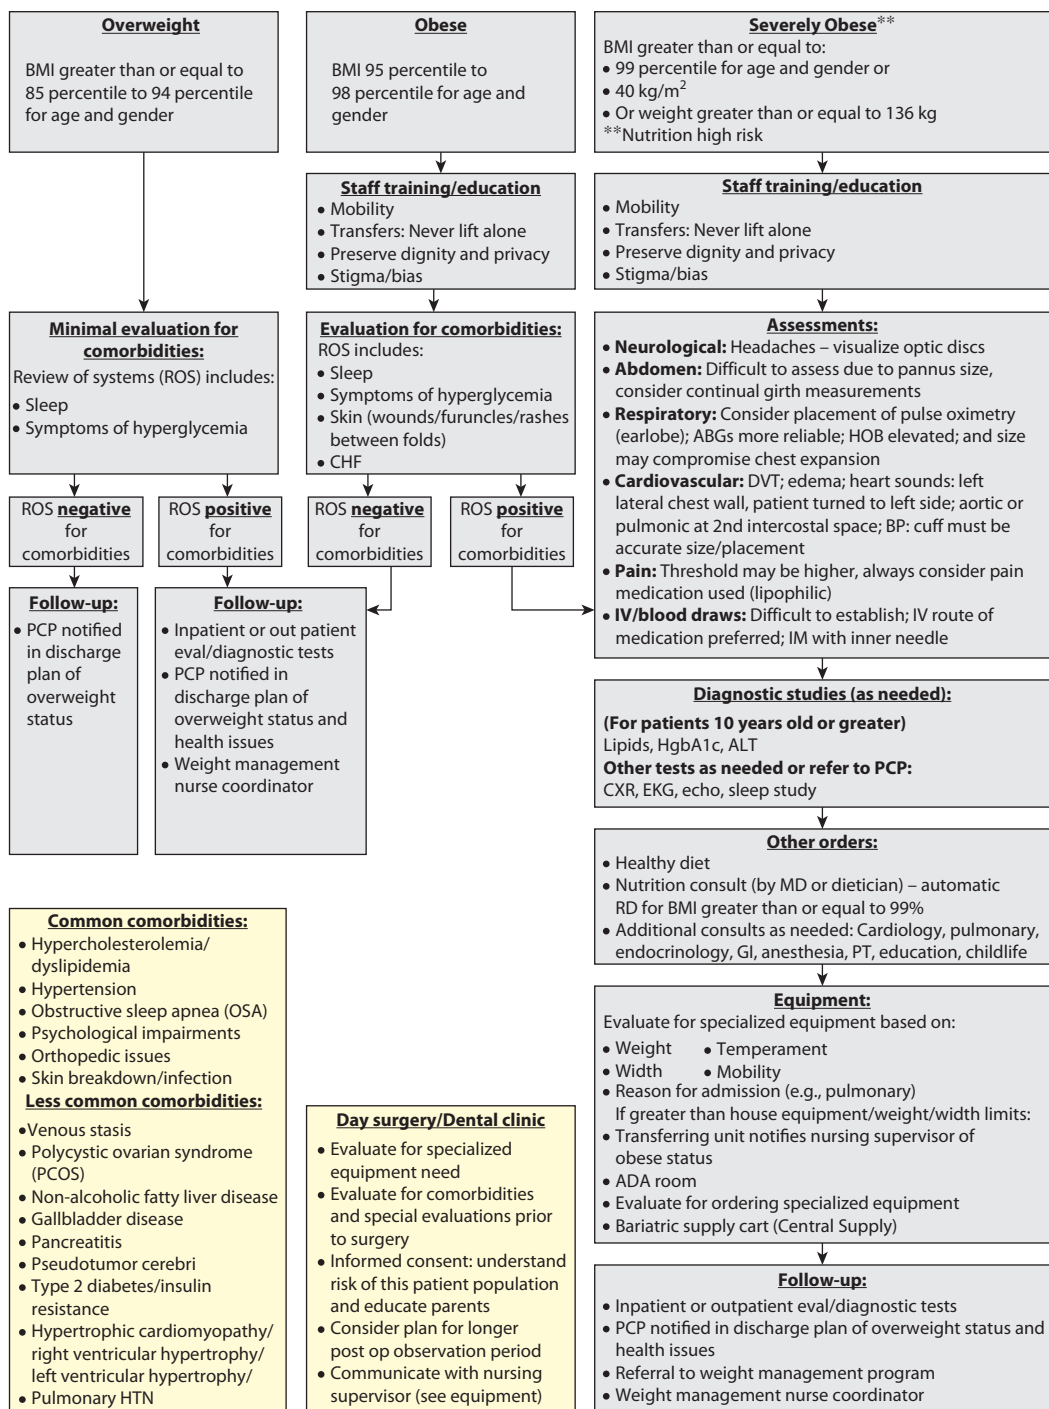 Overweight
BMI greater than or equal to
85 percentile to 94 percentile
for age and gender
Obese
BMI 95 percentile to
98 percentile for age and
gender
Severely Obese**
BMI greater than or equal to:
• 99 percentile for age and gender or
• 40 kg/m²
• Or weight greater than or equal to 136 kg
**Nutrition high risk
Staff training/education
• Mobility
• Transfers: Never lift alone
• Preserve dignity and privacy
• Stigma/bias
Staff training/education
• Mobility
• Transfers: Never lift alone
• Preserve dignity and privacy
• Stigma/bias
Minimal evaluation for
comorbidities:
Review of systems (ROS) includes:
• Sleep
• Symptoms of hyperglycemia
Evaluation for comorbidities:
ROS includes:
• Sleep
• Symptoms of hyperglycemia
• Skin (wounds/furuncles/rashes
between folds)
• CHF
Assessments:
• Neurological: Headaches – visualize optic discs
• Abdomen: Difficult to assess due to pannus size,
consider continual girth measurements
• Respiratory: Consider placement of pulse oximetry
(earlobe); ABGs more reliable; HOB elevated; and size
may compromise chest expansion
• Cardiovascular: DVT; edema; heart sounds: left
lateral chest wall, patient turned to left side; aortic or
pulmonic at 2nd intercostal space; BP: cuff must be
accurate size/placement
• Pain: Threshold may be higher, always consider pain
medication used (lipophilic)
• IV/blood draws: Difficult to establish; IV route of
medication preferred; IM with inner needle
ROS negative
for
comorbidities
ROS positive
for
comorbidities
ROS negative
for
comorbidities
ROS positive
for
comorbidities
Follow-up:
• PCP notified
in discharge
plan of
overweight
status
Follow-up:
• Inpatient or out patient
eval/diagnostic tests
• PCP notified in
discharge plan of
overweight status and
health issues
• Weight management
nurse coordinator
Diagnostic studies (as needed):
(For patients 10 years old or greater)
Lipids, HgbA1c, ALT
Other tests as needed or refer to PCP:
CXR, EKG, echo, sleep study
Other orders:
• Healthy diet
• Nutrition consult (by MD or dietician) – automatic
RD for BMI greater than or equal to 99%
• Additional consults as needed: Cardiology, pulmonary,
endocrinology, GI, anesthesia, PT, education, childlife
Common comorbidities:
• Hypercholesterolemia/
dyslipidemia
• Hypertension
• Obstructive sleep apnea (OSA)
• Psychological impairments
• Orthopedic issues
• Skin breakdown/infection
Less common comorbidities:
• Venous stasis
• Polycystic ovarian syndrome
(PCOS)
• Non-alcoholic fatty liver disease
• Gallbladder disease
• Pancreatitis
• Pseudotumor cerebri
• Type 2 diabetes/insulin
resistance
• Hypertrophic cardiomyopathy/
right ventricular hypertrophy/
left ventricular hypertrophy/
• Pulmonary HTN
Day surgery/Dental clinic
• Evaluate for specialized
equipment need
• Evaluate for comorbidities
and special evaluations prior
to surgery
• Informed consent: understand
risk of this patient population
and educate parents
• Consider plan for longer
post op observation period
• Communicate with nursing
supervisor (see equipment)
Equipment:
Evaluate for specialized equipment based on:
• Weight • Temperament
• Width • Mobility
• Reason for admission (e.g., pulmonary)
If greater than house equipment/weight/width limits:
• Transferring unit notifies nursing supervisor of
obese status
• ADA room
• Evaluate for ordering specialized equipment
• Bariatric supply cart (Central Supply)
Follow-up:
• Inpatient or outpatient eval/diagnostic tests
• PCP notified in discharge plan of overweight status and
health issues
• Referral to weight management program
• Weight management nurse coordinator